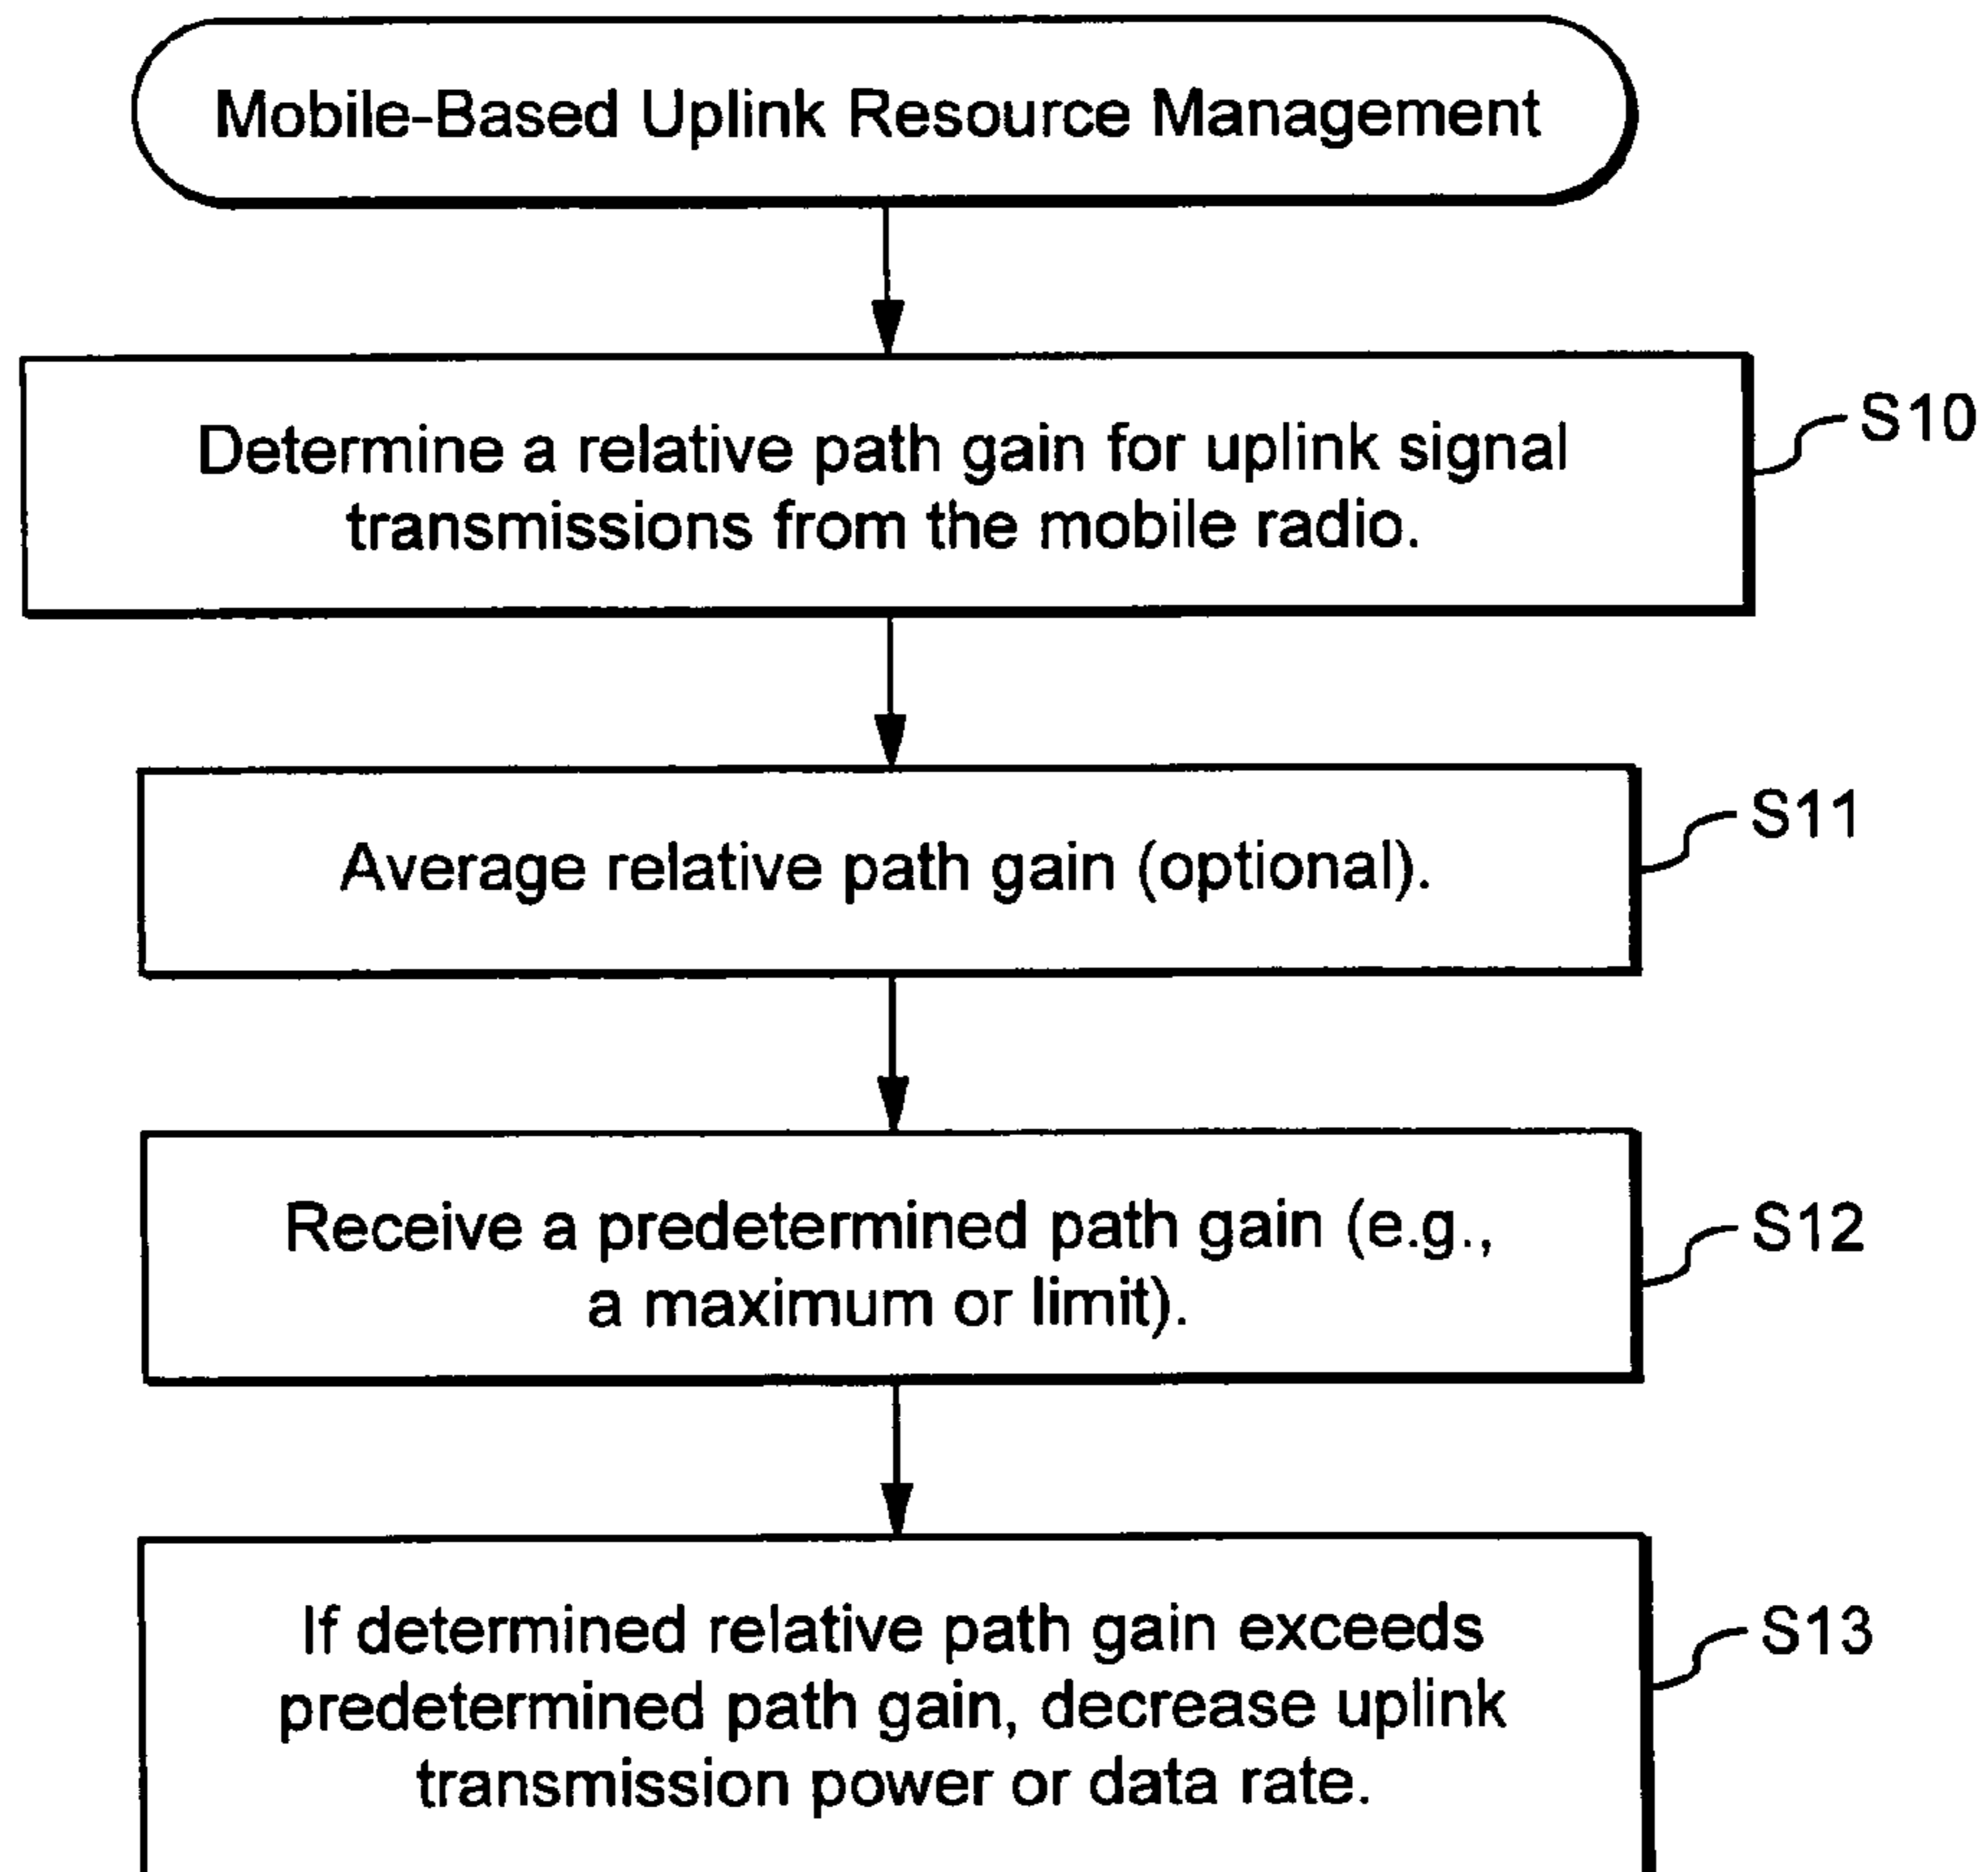 Mobile-Based Uplink Resource Management
Determine a relative path gain for uplink signal
transmissions from the mobile radio.
S10
Average relative path gain (optional).
S11
Receive a predetermined path gain (e.g.,
a maximum or limit).
S12
If determined relative path gain exceeds
predetermined path gain, decrease uplink
transmission power or data rate.
S13